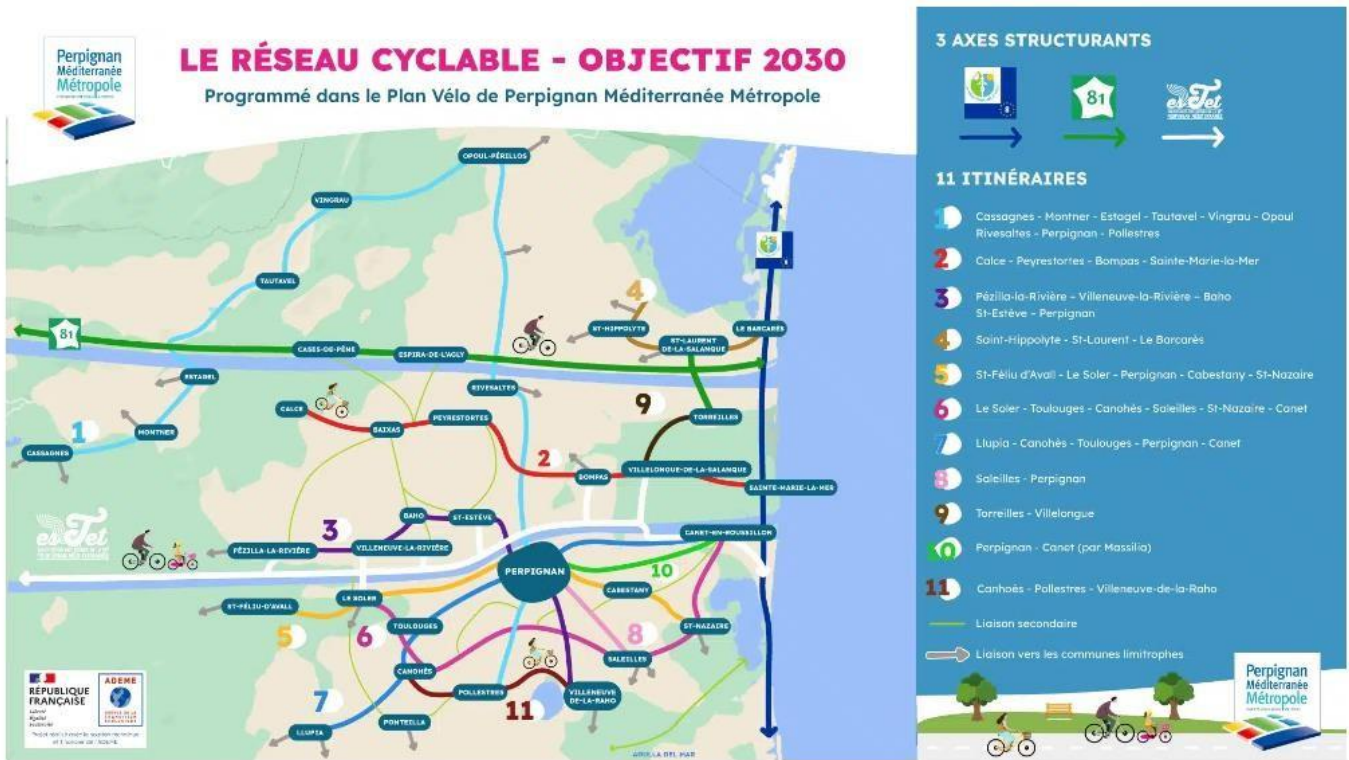 Perpignan
Méditerranée
Métropole
LE RÉSEAU CYCLABLE - OBJECTIF 2030
Programmé dans le Plan Vélo de Perpignan Méditerranée Métropole
OPOUL-PÉRILLOS
VINGRAU
TAUTAVEL
81
4
ST-HIPPOLYTE
LE BARCARÈS
ST-LAURENT
DE-LA-SALANQUE
CASES-DE-PÈNE
ESPIRA-DE-L'AGLY
ESTAGEL
RIVESALTES
CALCE
PEYRESTORTES
9
TORREILLES
BAIXAS
1
MONTNER
CASSAGNES
2
BOMPAS
VILLELONGUE-DE-LA-SALANQUE
SAINTE-MARIE-LA-MER
esTet
BAHO
ST-ESTÈVE
3
PÉZILLA-LA-RIVIÈRE
VILLENEUVE-LA-RIVIÈRE
CANET-EN-ROUSSILLON
PERPIGNAN
10
CABESTANY
LE SOLER
ST-FÉLIU-D'AVALL
5
6
TOULOUGES
ST-NAZAIRE
8
SALEILLES
CANOHÈS
7
POLLESTRES
11
VILLENEUVE
DE-LA-RAHO
PONTEILLA
LLUPIA
RÉPUBLIQUE
FRANÇAISE
Liberté
Égalité
Fraternité
ADEME
3 AXES STRUCTURANTS
8
81
esTet
11 ITINÉRAIRES
1 Cassagnes - Montner - Estagel - Tautavel - Vingrau - Opoul
Rivesaltes - Perpignan - Pollestres
2 Calce - Peyrestortes - Bompas - Sainte-Marie-la-Mer
3 Pézilla-la-Rivière - Villeneuve-la-Rivière - Baho
St-Estève - Perpignan
4 Saint-Hippolyte - St-Laurent - Le Barcarès
5 St-Féliu d'Avall - Le Soler - Perpignan - Cabestany - St-Nazaire
6 Le Soler - Toulouges - Canohès - Saleilles - St-Nazaire - Canet
7 Llupia - Canohès - Toulouges - Perpignan - Canet
8 Saleilles - Perpignan
9 Torreilles - Villelongue
10 Perpignan - Canet (par Massilia)
11 Canhoès - Pollestres - Villeneuve-de-la-Raho
Liaison secondaire
Liaison vers les communes limitrophes
Perpignan
Méditerranée
Métropole